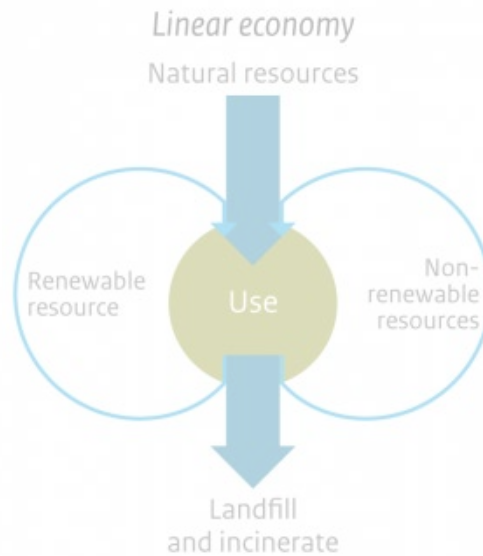 Linear economy
Natural resources
Renewable
resource
Use
Non-
renewable
resources
Landfill
and incinerate